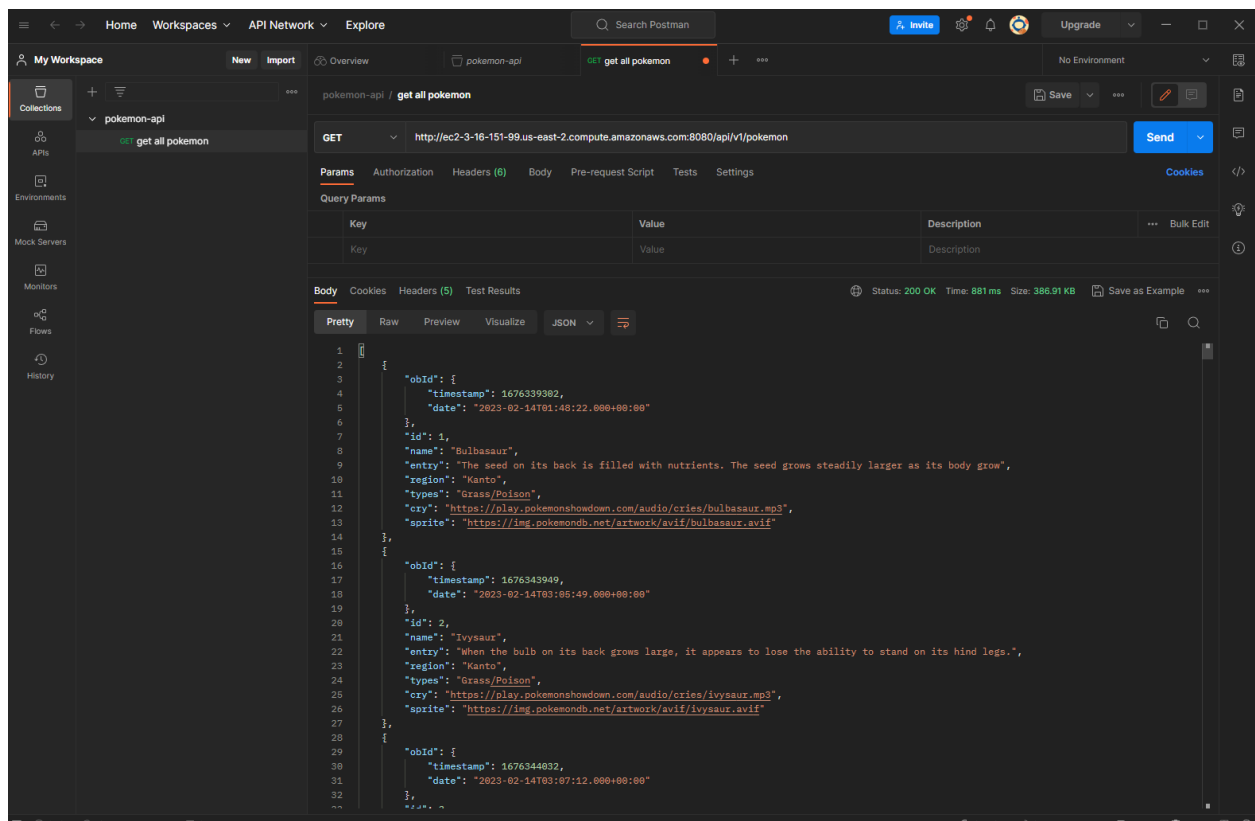 Home Workspaces API Network Explore Search Postman Invite Upgrade
My Workspace New Import Overview pokemon-api GET get all pokemon No Environment
Collections
APIs
Environments
Mock Servers
Monitors
Flows
History
pokemon-api
GET get all pokemon
pokemon-api / get all pokemon Save
GET http://ec2-3-16-151-99.us-east-2.compute.amazonaws.com:8080/api/v1/pokemon Send
Params Authorization Headers (6) Body Pre-request Script Tests Settings Cookies
Query Params
Key Value Description Bulk Edit
Key Value Description
Body Cookies Headers (5) Test Results Status: 200 OK Time: 881 ms Size: 386.91 KB Save as Example
Pretty Raw Preview Visualize JSON
1 [
2 {
3 "obId": {
4 "timestamp": 1676339302,
5 "date": "2023-02-14T01:48:22.000+00:00"
6 },
7 "id": 1,
8 "name": "Bulbasaur",
9 "entry": "The seed on its back is filled with nutrients. The seed grows steadily larger as its body grow",
10 "region": "Kanto",
11 "types": "Grass/Poison",
12 "cry": "https://play.pokemonshowdown.com/audio/cries/bulbasaur.mp3",
13 "sprite": "https://img.pokemondb.net/artwork/avif/bulbasaur.avif"
14 },
15 {
16 "obId": {
17 "timestamp": 1676343949,
18 "date": "2023-02-14T03:05:49.000+00:00"
19 },
20 "id": 2,
21 "name": "Ivysaur",
22 "entry": "When the bulb on its back grows large, it appears to lose the ability to stand on its hind legs.",
23 "region": "Kanto",
24 "types": "Grass/Poison",
25 "cry": "https://play.pokemonshowdown.com/audio/cries/ivysaur.mp3",
26 "sprite": "https://img.pokemondb.net/artwork/avif/ivysaur.avif"
27 },
28 {
29 "obId": {
30 "timestamp": 1676344032,
31 "date": "2023-02-14T03:07:12.000+00:00"
32 },